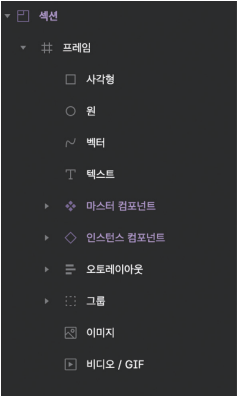 섹션
프레임
사각형
원
벡터
텍스트
마스터 컴포넌트
인스턴스 컴포넌트
오토레이아웃
그룹
이미지
비디오 / GIF